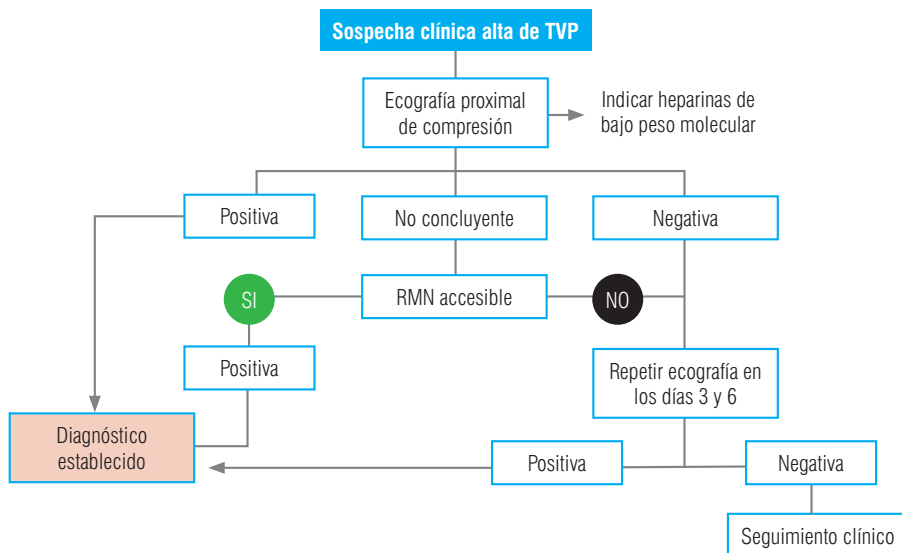 Sospecha clínica alta de TVP
Ecografía proximal
de compresión
Indicar heparinas de
bajo peso molecular
Positiva
No concluyente
Negativa
SI
RMN accesible
NO
Positiva
Repetir ecografía en
los días 3 y 6
Diagnóstico
establecido
Positiva
Negativa
Seguimiento clínico